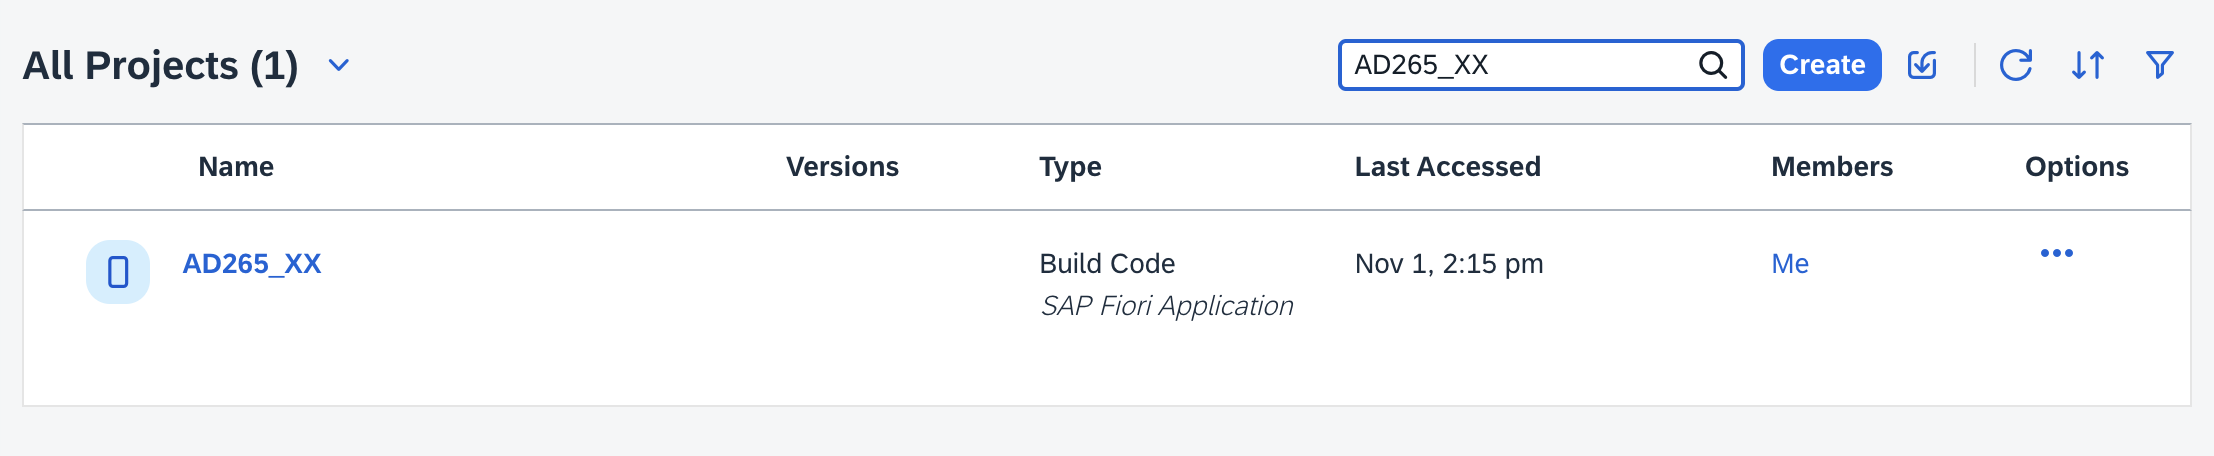 All Projects (1)
AD265_XX
Create
Name Versions Type Last Accessed Members Options
AD265_XX Build Code Nov 1, 2:15 pm Me
SAP Fiori Application